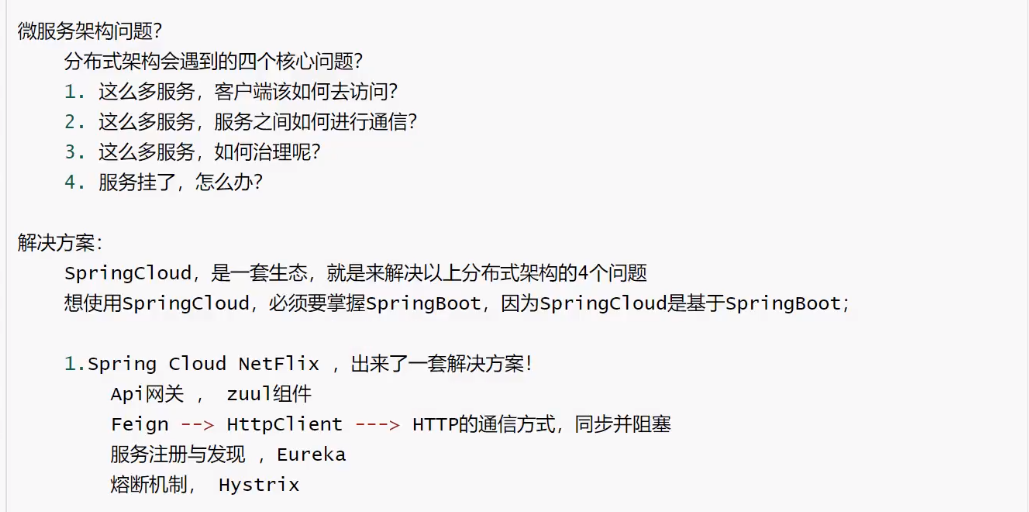 微服务架构问题?
分布式架构会遇到的四个核心问题?
1. 这么多服务，客户端该如何去访问?
2. 这么多服务，服务之间如何进行通信?
3. 这么多服务，如何治理呢?
4. 服务挂了，怎么办?
解决方案:
SpringCloud，是一套生态，就是来解决以上分布式架构的4个问题
想使用SpringCloud，必须要掌握SpringBoot，因为SpringCloud是基于SpringBoot；
1.Spring Cloud NetFlix ，出来了一套解决方案!
Api网关 ， zuul组件
Feign --> HttpClient ---> HTTP的通信方式，同步并阻塞
服务注册与发现 ，Eureka
熔断机制， Hystrix